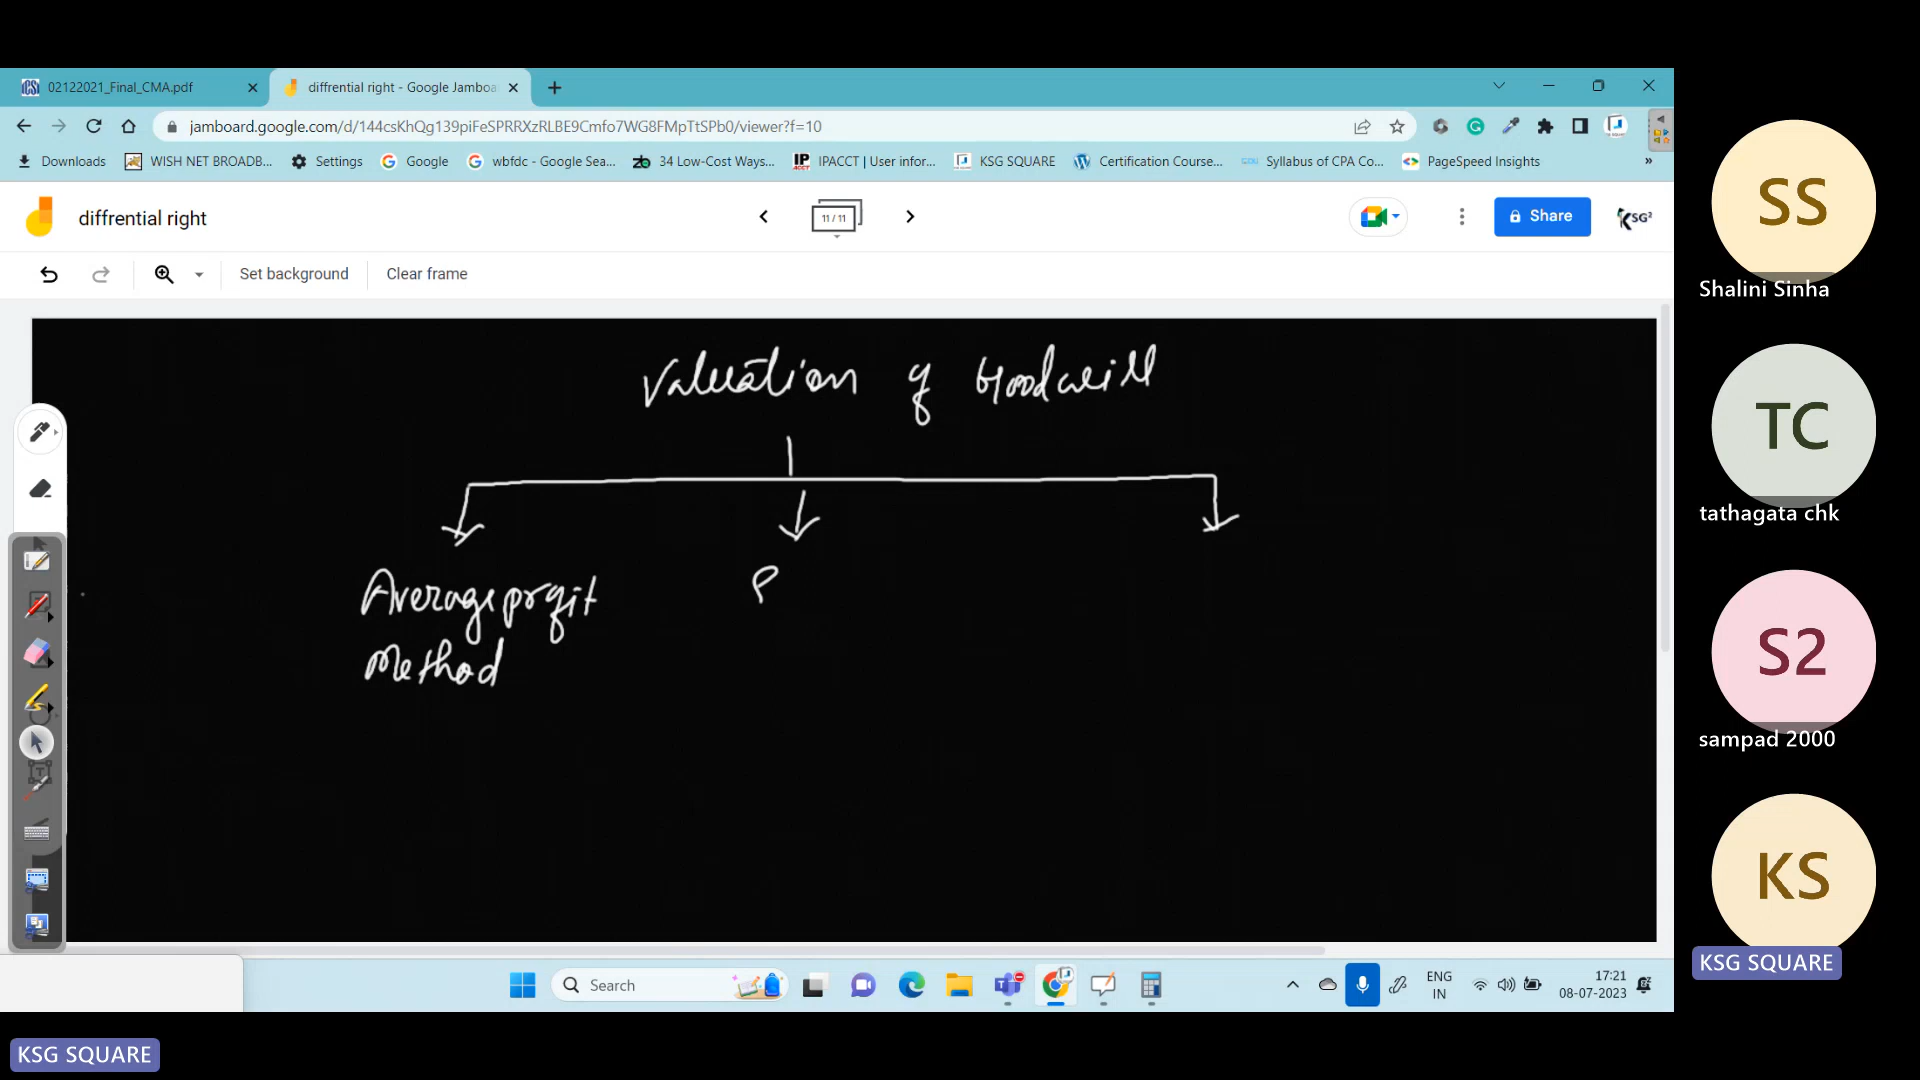 02122021_Final_CMA.pdf
diffrential right - Google Jamboa
jamboard.google.com/d/144csKhQg139piFeSPRRXzRLBE9Cmfo7WG8FMpTtSPb0/viewer?f=10
Downloads WISH NET BROADB... Settings Google wbfdc - Google Sea... 34 Low-Cost Ways... IPACCT | User infor... KSG SQUARE Certification Course... Syllabus of CPA Co... PageSpeed Insights »
diffrential right
11 / 11
Share
KSG²
Set background Clear frame
Valuation of Goodwill
Average profit
Method
P
SS
Shalini Sinha
TC
tathagata chk
S2
sampad 2000
KS
KSG SQUARE
Search
ENG
IN
17:21
08-07-2023
KSG SQUARE